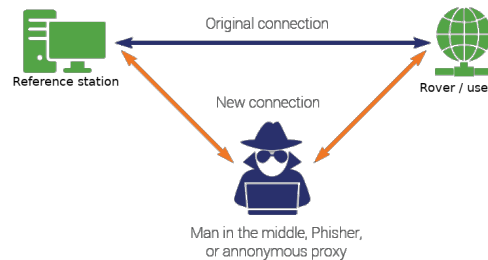 Original connection
Reference station
Rover / use
New connection
Man in the middle, Phisher,
or annonymous proxy